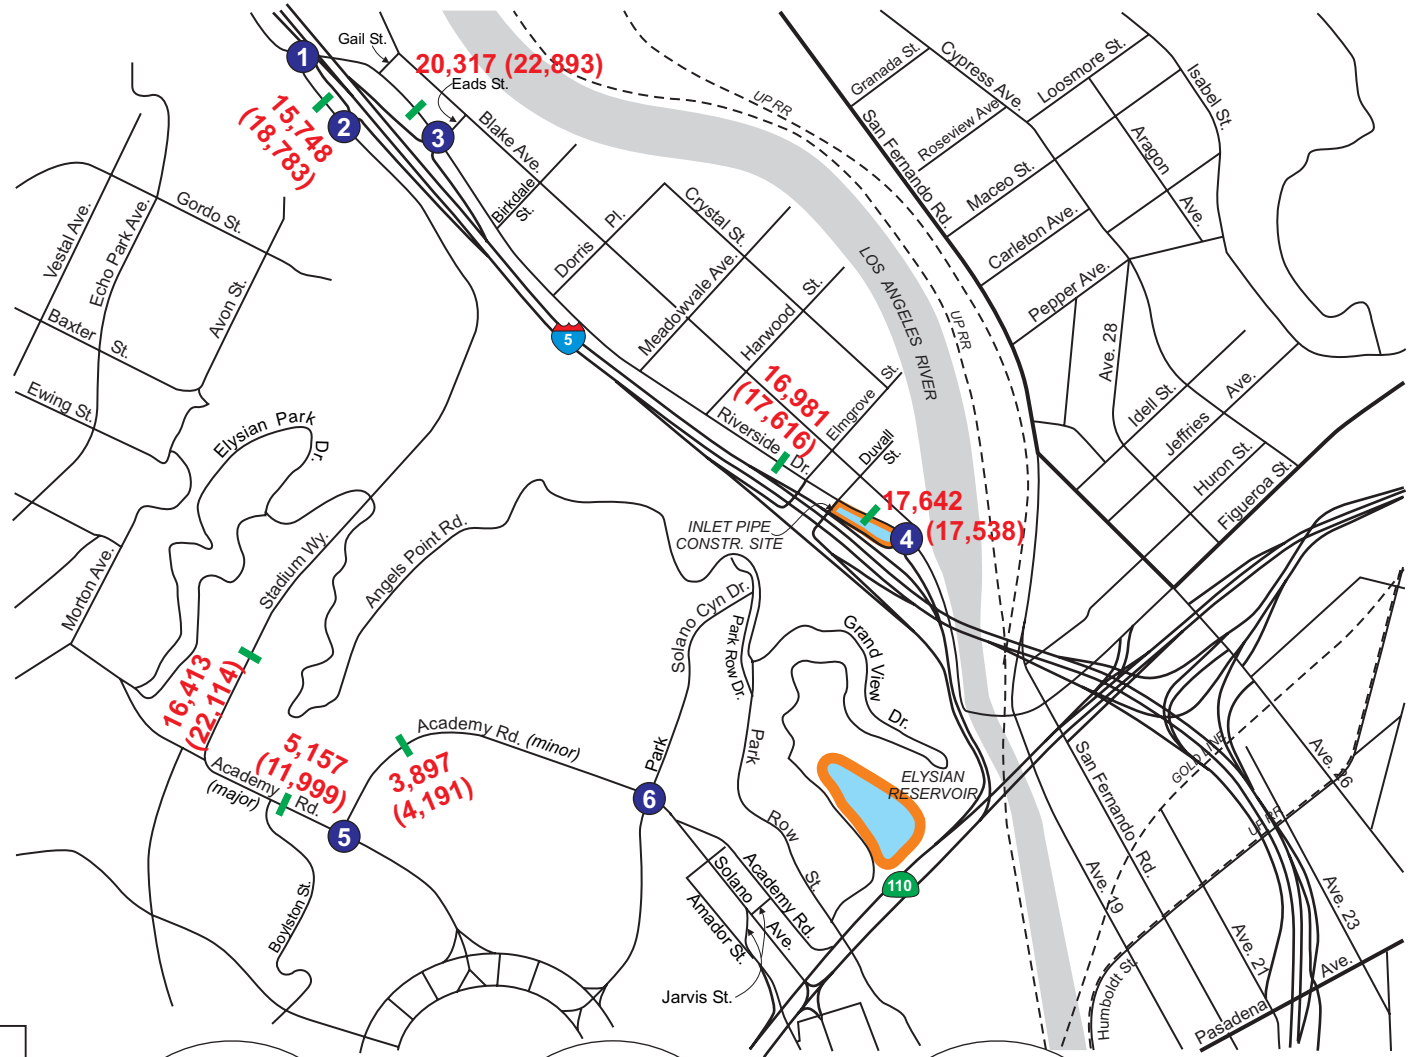 Gail St.
20,317 (22,893)
Eads St.
1
2
3
15,748
(18,783)
Blake Ave.
Birkdale
St.
UP RR
Granada St.
Cypress Ave.
Loosmore St.
Isabel St.
Roseview Ave.
San Fernando Rd.
Aragon
Ave.
Maceo St.
Carleton Ave.
Pepper Ave.
Vestal Ave.
Echo Park Ave.
Gordo St.
Avon St.
Baxter
St.
Ewing St.
Dorris
Pl.
Crystal St.
Meadowvale Ave.
Harwood
St.
LOS ANGELES RIVER
UP RR
Ave. 28
5
Elysian Park
Dr.
16,981
(17,616)
Riverside
Dr.
Elmgrove
St.
Duvall
St.
Idell St.
Jeffries
Ave.
Huron St.
Figueroa St.
17,642
(17,538)
4
INLET PIPE
CONSTR. SITE
Morton Ave.
Stadium Wy.
Angels Point Rd.
Solano Cyn Dr.
Park Row Dr.
Grand View
Dr.
16,413
(22,114)
5,157
(11,999)
Academy Rd.
(major)
Academy Rd. (minor)
3,897
(4,191)
Park
Park
Row
St.
5
6
ELYSIAN
RESERVOIR
110
Boylston St.
Solano
Ave.
Academy Rd.
Amador St.
Jarvis St.
San Fernando Rd.
GOLD LINE
UP RR
Ave. 26
Ave. 19
Ave. 21
Ave. 23
Humboldt St.
Pasadena
Ave.